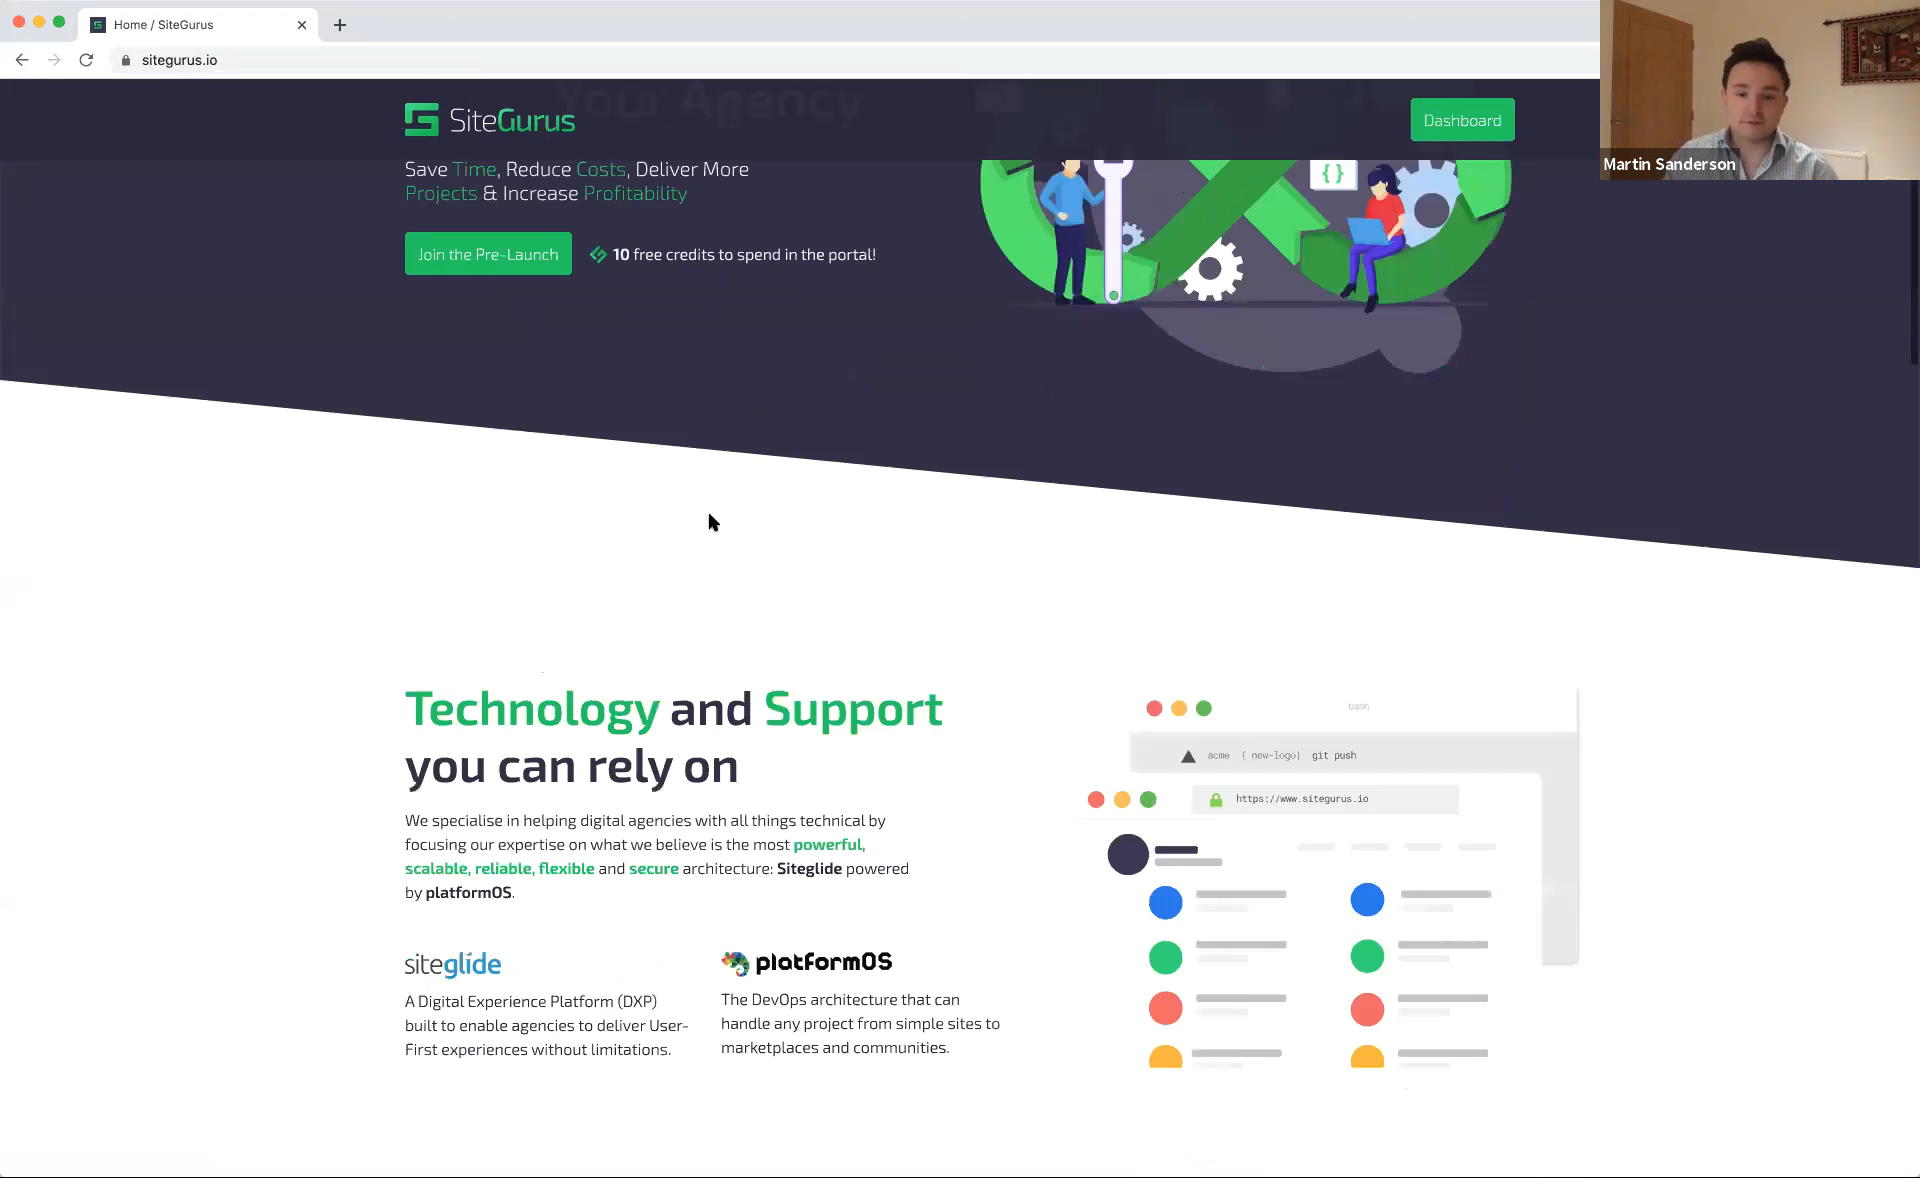 Home / SiteGurus
sitegurus.io
Your Agency
SiteGurus
Dashboard
Martin Sanderson
Save Time, Reduce Costs, Deliver More
Projects & Increase Profitability
Join the Pre-Launch
10 free credits to spend in the portal!
{}
Technology and Support
you can rely on
We specialise in helping digital agencies with all things technical by
focusing our expertise on what we believe is the most powerful,
scalable, reliable, flexible and secure architecture: Siteglide powered
by platformOS.
siteglide
A Digital Experience Platform (DXP)
built to enable agencies to deliver User-
First experiences without limitations.
platformOS
The DevOps architecture that can
handle any project from simple sites to
marketplaces and communities.
bash
acme { new-logo} git push
https://www.sitegurus.io